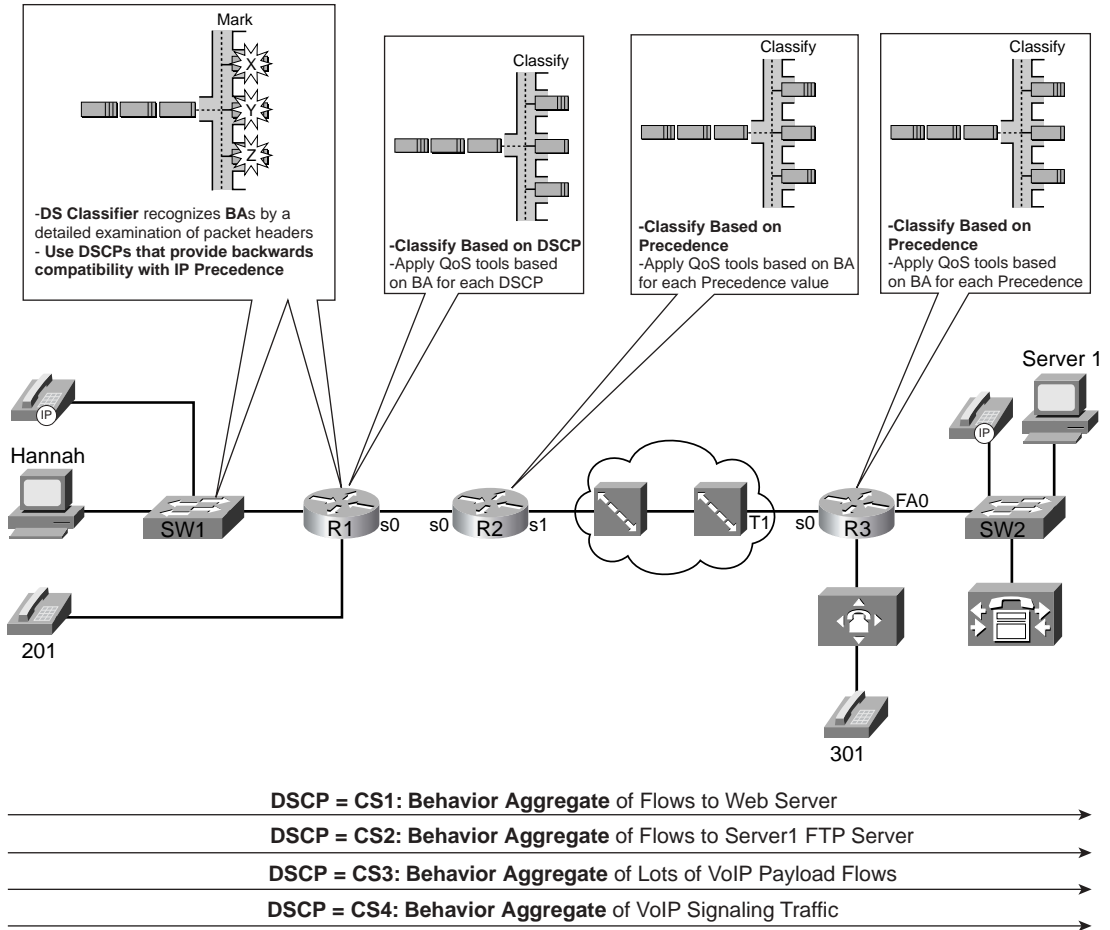 Mark
X
Y
Z
-DS Classifier recognizes BAs by a
detailed examination of packet headers
- Use DSCPs that provide backwards
compatibility with IP Precedence
Classify
-Classify Based on DSCP
-Apply QoS tools based
on BA for each DSCP
Classify
-Classify Based on
Precedence
-Apply QoS tools based on BA
for each Precedence value
Classify
-Classify Based on
Precedence
-Apply QoS tools based
on BA for each Precedence
IP
Hannah
SW1
R1
s0
s0
R2
s1
T1
s0
R3
FA0
SW2
IP
Server 1
201
301
DSCP = CS1: Behavior Aggregate of Flows to Web Server
DSCP = CS2: Behavior Aggregate of Flows to Server1 FTP Server
DSCP = CS3: Behavior Aggregate of Lots of VoIP Payload Flows
DSCP = CS4: Behavior Aggregate of VoIP Signaling Traffic